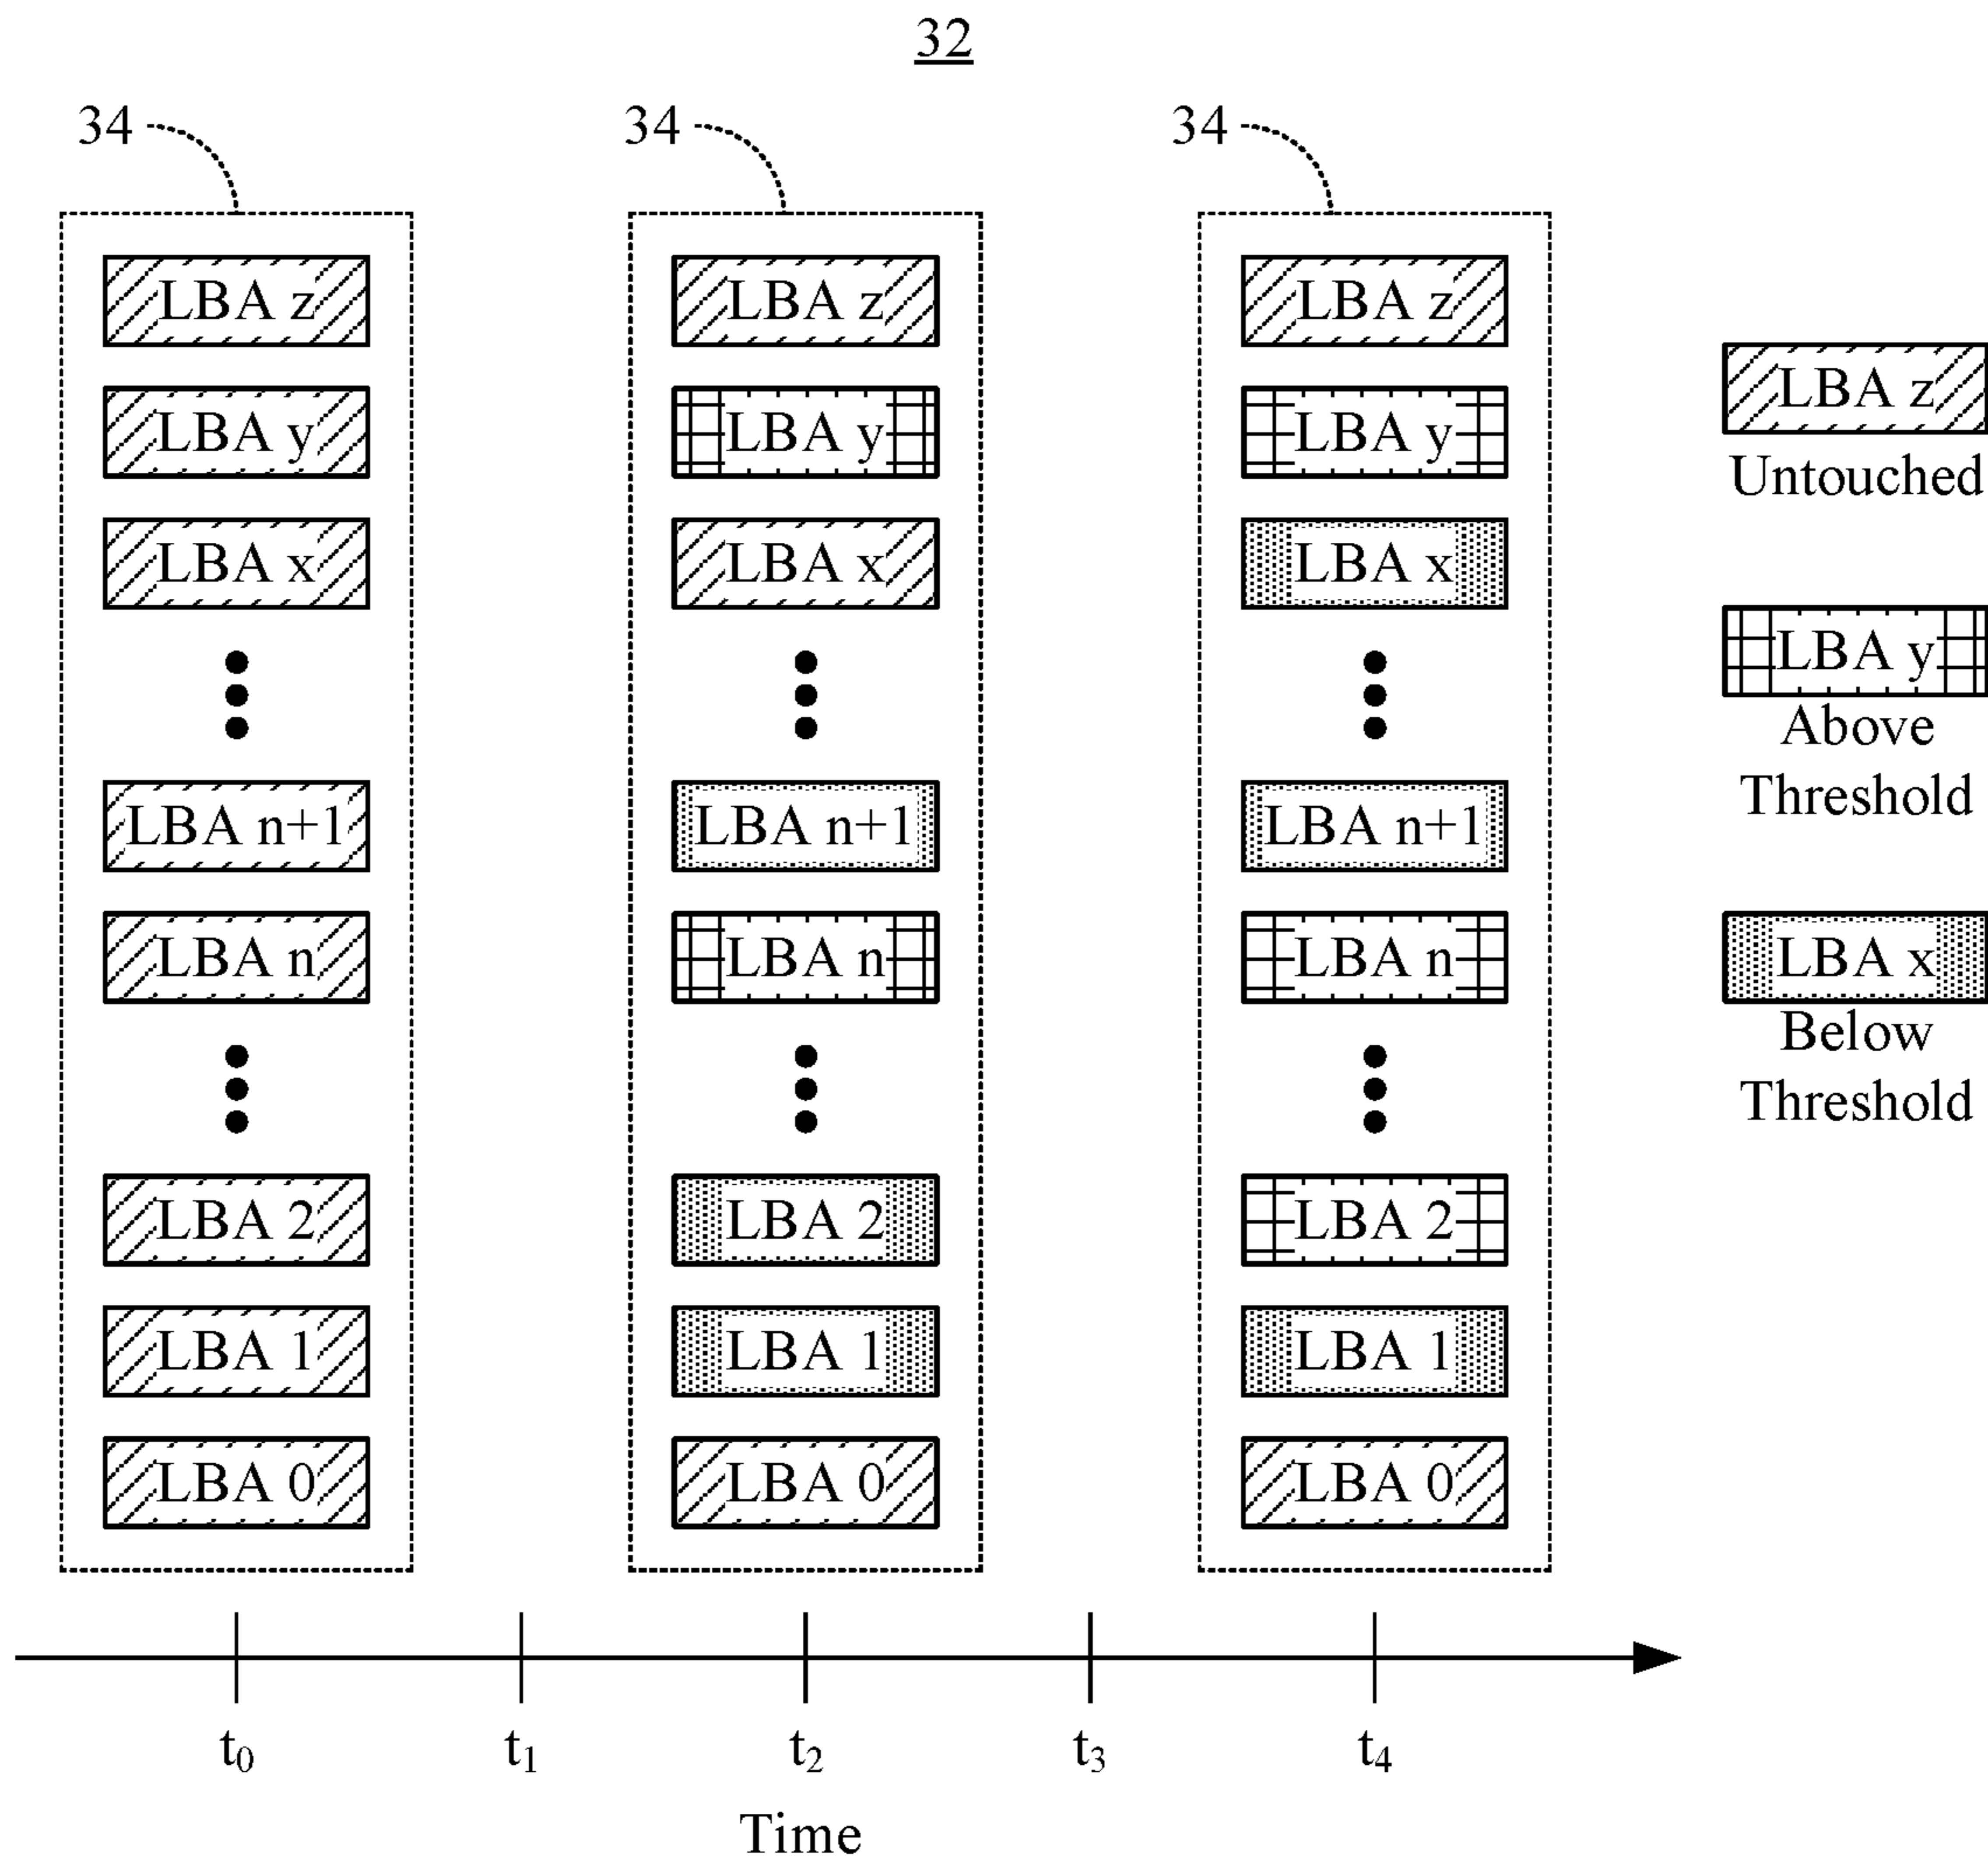 32
34
34
34
LBA z
LBA y
LBA x
LBA n+1
LBA n
LBA 2
LBA 1
LBA 0
LBA z
LBA y
LBA x
LBA n+1
LBA n
LBA 2
LBA 1
LBA 0
LBA z
LBA y
LBA x
LBA n+1
LBA n
LBA 2
LBA 1
LBA 0
LBA z
Untouched
LBA y
Above
Threshold
LBA x
Below
Threshold
t0
t1
t2
t3
t4
Time